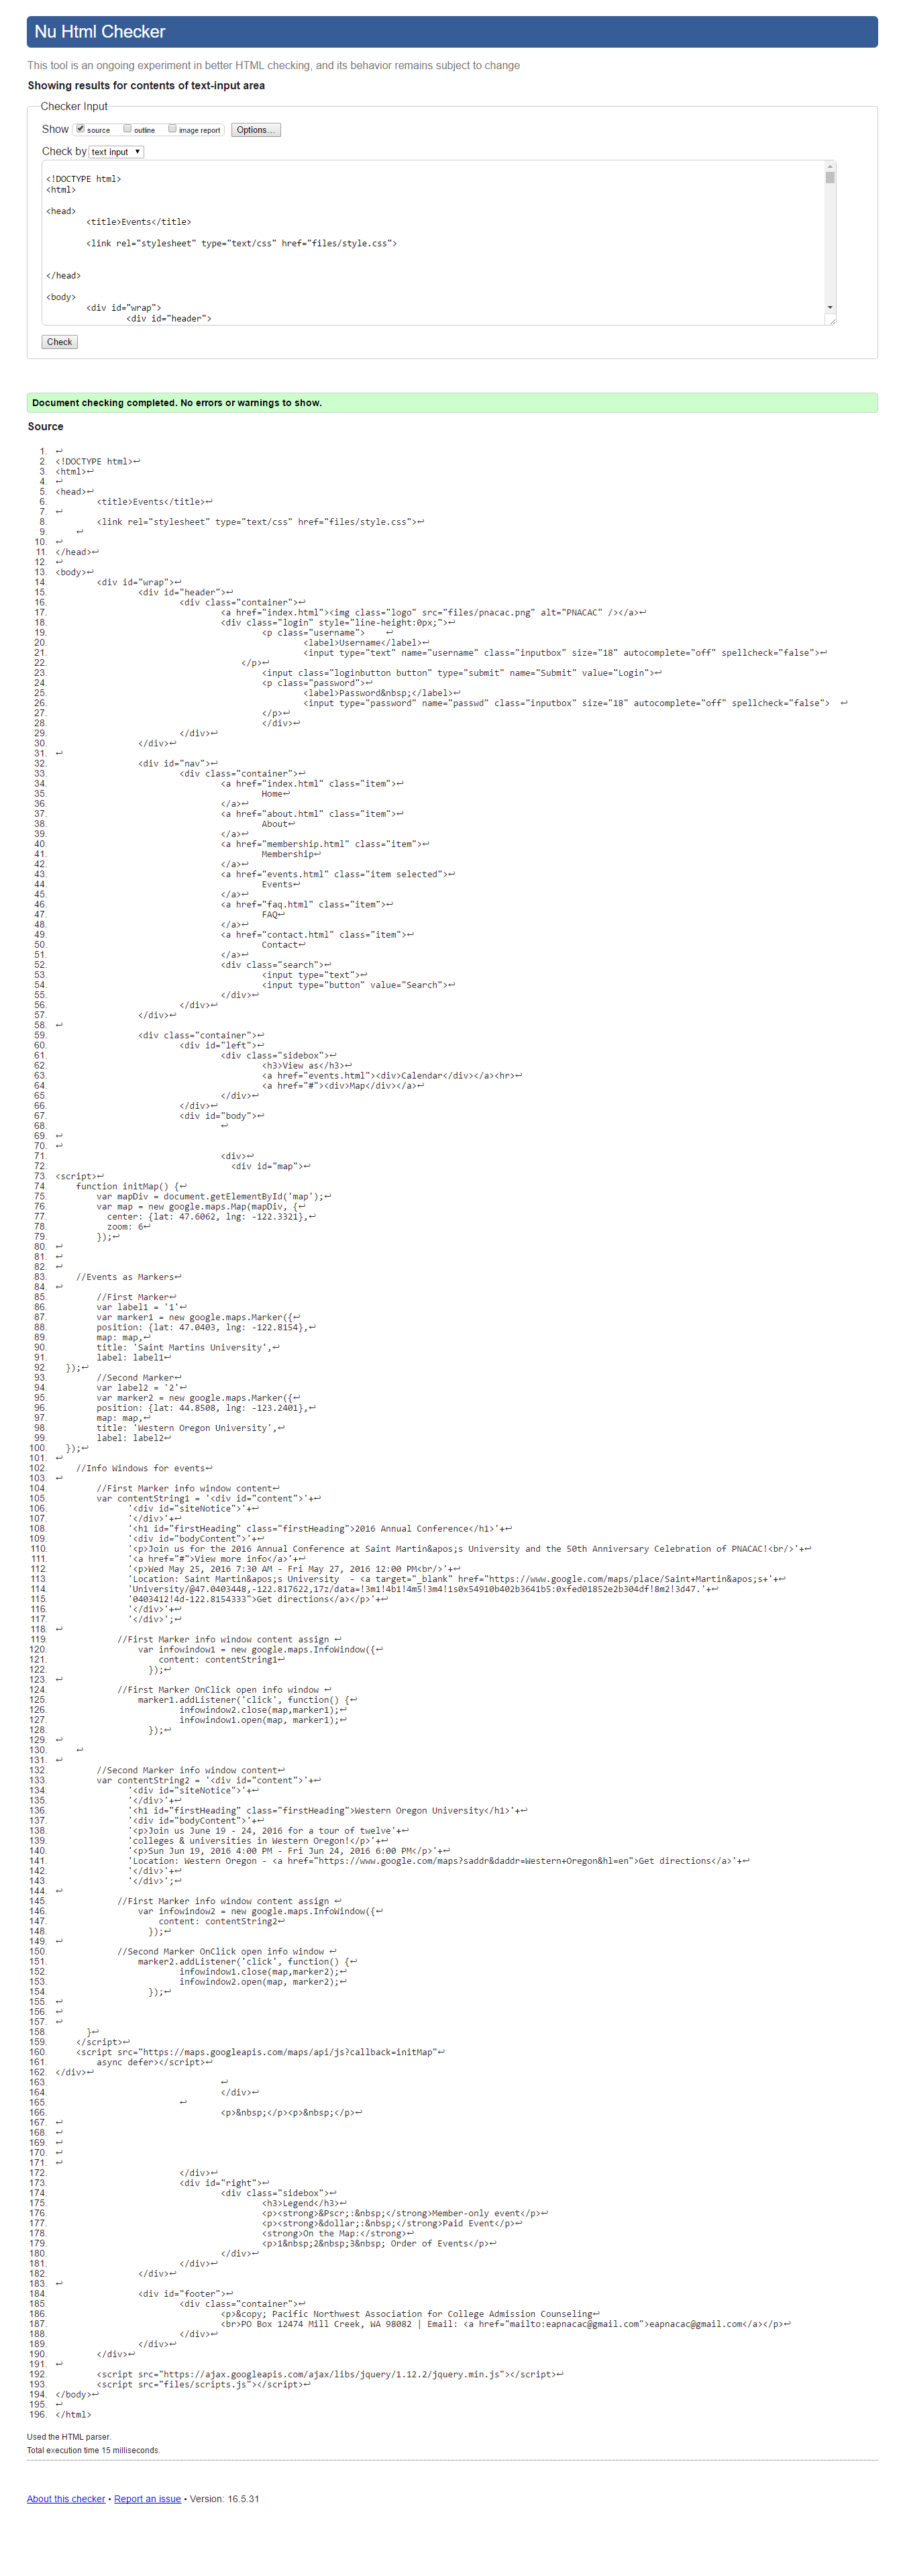 Nu Html Checker
This tool is an ongoing experiment in better HTML checking, and its behavior remains subject to change
Showing results for contents of text-input area
Checker Input
Show source outline image report Options...
Check by text input
<!DOCTYPE html>
<html>
<head>
<title>Events</title>
<link rel="stylesheet" type="text/css" href="files/style.css">
</head>
<body>
<div id="wrap">
<div id="header">
Check
Document checking completed. No errors or warnings to show.
Source
1. ↩
2. <!DOCTYPE html>↩
3. <html>↩
4. ↩
5. <head>↩
6. <title>Events</title>↩
7. ↩
8. <link rel="stylesheet" type="text/css" href="files/style.css">↩
9. ↩
10. ↩
11. </head>↩
12. ↩
13. <body>↩
14. <div id="wrap">↩
15. <div id="header">↩
16. <div class="container">↩
17. <a href="index.html"><img class="logo" src="files/pnacac.png" alt="PNACAC" /></a>↩
18. <div class="login" style="line-height:0px;">↩
19. <p class="username"> ↩
20. <label>Username</label>↩
21. <input type="text" name="username" class="inputbox" size="18" autocomplete="off" spellcheck="false">↩
22. </p>↩
23. <input class="loginbutton button" type="submit" name="Submit" value="Login">↩
24. <p class="password">↩
25. <label>Password&nbsp;</label>↩
26. <input type="password" name="passwd" class="inputbox" size="18" autocomplete="off" spellcheck="false"> ↩
27. </p>↩
28. </div>↩
29. </div>↩
30. </div>↩
31. ↩
32. <div id="nav">↩
33. <div class="container">↩
34. <a href="index.html" class="item">↩
35. Home↩
36. </a>↩
37. <a href="about.html" class="item">↩
38. About↩
39. </a>↩
40. <a href="membership.html" class="item">↩
41. Membership↩
42. </a>↩
43. <a href="events.html" class="item selected">↩
44. Events↩
45. </a>↩
46. <a href="faq.html" class="item">↩
47. FAQ↩
48. </a>↩
49. <a href="contact.html" class="item">↩
50. Contact↩
51. </a>↩
52. <div class="search">↩
53. <input type="text">↩
54. <input type="button" value="Search">↩
55. </div>↩
56. </div>↩
57. </div>↩
58. ↩
59. <div class="container">↩
60. <div id="left">↩
61. <div class="sidebox">↩
62. <h3>View as</h3>↩
63. <a href="events.html"><div>Calendar</div></a><hr>↩
64. <a href="#"><div>Map</div></a>↩
65. </div>↩
66. </div>↩
67. <div id="body">↩
68. ↩
69. ↩
70. ↩
71. <div>↩
72. <div id="map">↩
73. <script>↩
74. function initMap() {↩
75. var mapDiv = document.getElementById('map');↩
76. var map = new google.maps.Map(mapDiv, {↩
77. center: {lat: 47.6062, lng: -122.3321},↩
78. zoom: 6↩
79. });↩
80. ↩
81. ↩
82. ↩
83. //Events as Markers↩
84. ↩
85. //First Marker↩
86. var label1 = '1'↩
87. var marker1 = new google.maps.Marker({↩
88. position: {lat: 47.0403, lng: -122.8154},↩
89. map: map,↩
90. title: 'Saint Martins University',↩
91. label: label1↩
92. });↩
93. //Second Marker↩
94. var label2 = '2'↩
95. var marker2 = new google.maps.Marker({↩
96. position: {lat: 44.8508, lng: -123.2401},↩
97. map: map,↩
98. title: 'Western Oregon University',↩
99. label: label2↩
100. });↩
101. ↩
102. //Info Windows for events↩
103. ↩
104. //First Marker info window content↩
105. var contentString1 = '<div id="content">'+↩
106. '<div id="siteNotice">'+↩
107. '</div>'+↩
108. '<h1 id="firstHeading" class="firstHeading">2016 Annual Conference</h1>'+↩
109. '<div id="bodyContent">'+↩
110. '<p>Join us for the 2016 Annual Conference at Saint Martin&apos;s University and the 50th Anniversary Celebration of PNACAC!<br/>'+↩
111. '<a href="#">View more info</a>'+↩
112. '<p>Wed May 25, 2016 7:30 AM - Fri May 27, 2016 12:00 PM<br/>'+↩
113. 'Location: Saint Martin&apos;s University - <a target="_blank" href="https://www.google.com/maps/place/Saint+Martin&apos;s+'+↩
114. 'University/@47.0403448,-122.817622,17z/data=!3m1!4b1!4m5!3m4!1s0x54910b402b3641b5:0xfed01852e2b304df!8m2!3d47.'+↩
115. '0403412!4d-122.8154333">Get directions</a></p>'+↩
116. '</div>'+↩
117. '</div>';↩
118. ↩
119. //First Marker info window content assign ↩
120. var infowindow1 = new google.maps.InfoWindow({↩
121. content: contentString1↩
122. });↩
123. ↩
124. //First Marker OnClick open info window ↩
125. marker1.addListener('click', function() {↩
126. infowindow2.close(map,marker1);↩
127. infowindow1.open(map, marker1);↩
128. });↩
129. ↩
130. ↩
131. ↩
132. //Second Marker info window content↩
133. var contentString2 = '<div id="content">'+↩
134. '<div id="siteNotice">'+↩
135. '</div>'+↩
136. '<h1 id="firstHeading" class="firstHeading">Western Oregon University</h1>'+↩
137. '<div id="bodyContent">'+↩
138. '<p>Join us June 19 - 24, 2016 for a tour of twelve'+↩
139. 'colleges & universities in Western Oregon!</p>'+↩
140. '<p>Sun Jun 19, 2016 4:00 PM - Fri Jun 24, 2016 6:00 PM</p>'+↩
141. 'Location: Western Oregon - <a href="https://www.google.com/maps?saddr&daddr=Western+Oregon&hl=en">Get directions</a>'+↩
142. '</div>'+↩
143. '</div>';↩
144. ↩
145. //First Marker info window content assign ↩
146. var infowindow2 = new google.maps.InfoWindow({↩
147. content: contentString2↩
148. });↩
149. ↩
150. //Second Marker OnClick open info window ↩
151. marker2.addListener('click', function() {↩
152. infowindow1.close(map,marker2);↩
153. infowindow2.open(map, marker2);↩
154. });↩
155. ↩
156. ↩
157. ↩
158. }↩
159. </script>↩
160. <script src="https://maps.googleapis.com/maps/api/js?callback=initMap"↩
161. async defer></script>↩
162. </div>↩
163. ↩
164. </div>↩
165. ↩
166. <p>&nbsp;</p><p>&nbsp;</p>↩
167. ↩
168. ↩
169. ↩
170. ↩
171. ↩
172. </div>↩
173. <div id="right">↩
174. <div class="sidebox">↩
175. <h3>Legend</h3>↩
176. <p><strong>&Pscr;:&nbsp;</strong>Member-only event</p>↩
177. <p><strong>&dollar;:&nbsp;</strong>Paid Event</p>↩
178. <strong>On the Map:</strong>↩
179. <p>1&nbsp;2&nbsp;3&nbsp; Order of Events</p>↩
180. </div>↩
181. </div>↩
182. </div>↩
183. ↩
184. <div id="footer">↩
185. <div class="container">↩
186. <p>&copy; Pacific Northwest Association for College Admission Counseling↩
187. <br>PO Box 12474 Mill Creek, WA 98082 | Email: <a href="mailto:eapnacac@gmail.com">eapnacac@gmail.com</a></p>↩
188. </div>↩
189. </div>↩
190. </div>↩
191. ↩
192. <script src="https://ajax.googleapis.com/ajax/libs/jquery/1.12.2/jquery.min.js"></script>↩
193. <script src="files/scripts.js"></script>↩
194. </body>↩
195. ↩
196. </html>
Used the HTML parser.
Total execution time 15 milliseconds.
About this checker • Report an issue • Version: 16.5.31